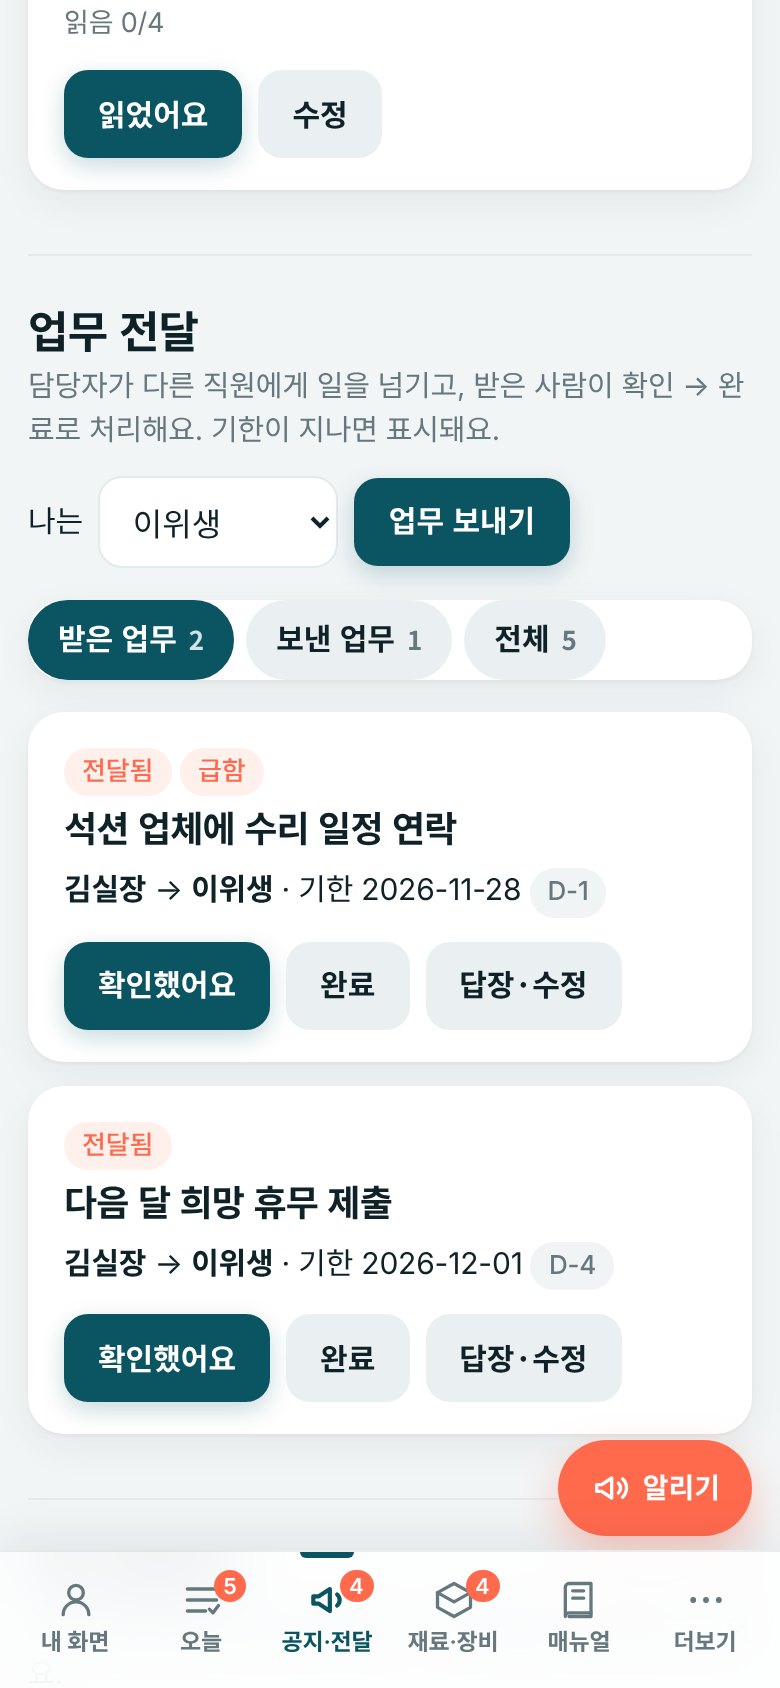 읽음 0/4
읽었어요 수정
업무 전달
담당자가 다른 직원에게 일을 넘기고, 받은 사람이 확인 → 완
료로 처리해요. 기한이 지나면 표시돼요.
나는 이위생 업무 보내기
받은 업무 2 보낸 업무 1 전체 5
전달됨 급함
석션 업체에 수리 일정 연락
김실장 → 이위생 · 기한 2026-11-28 D-1
확인했어요 완료 답장·수정
전달됨
다음 달 희망 휴무 제출
김실장 → 이위생 · 기한 2026-12-01 D-4
확인했어요 완료 답장·수정
알리기
5 4 4
내 화면 오늘 공지·전달 재료·장비 매뉴얼 더보기
요.